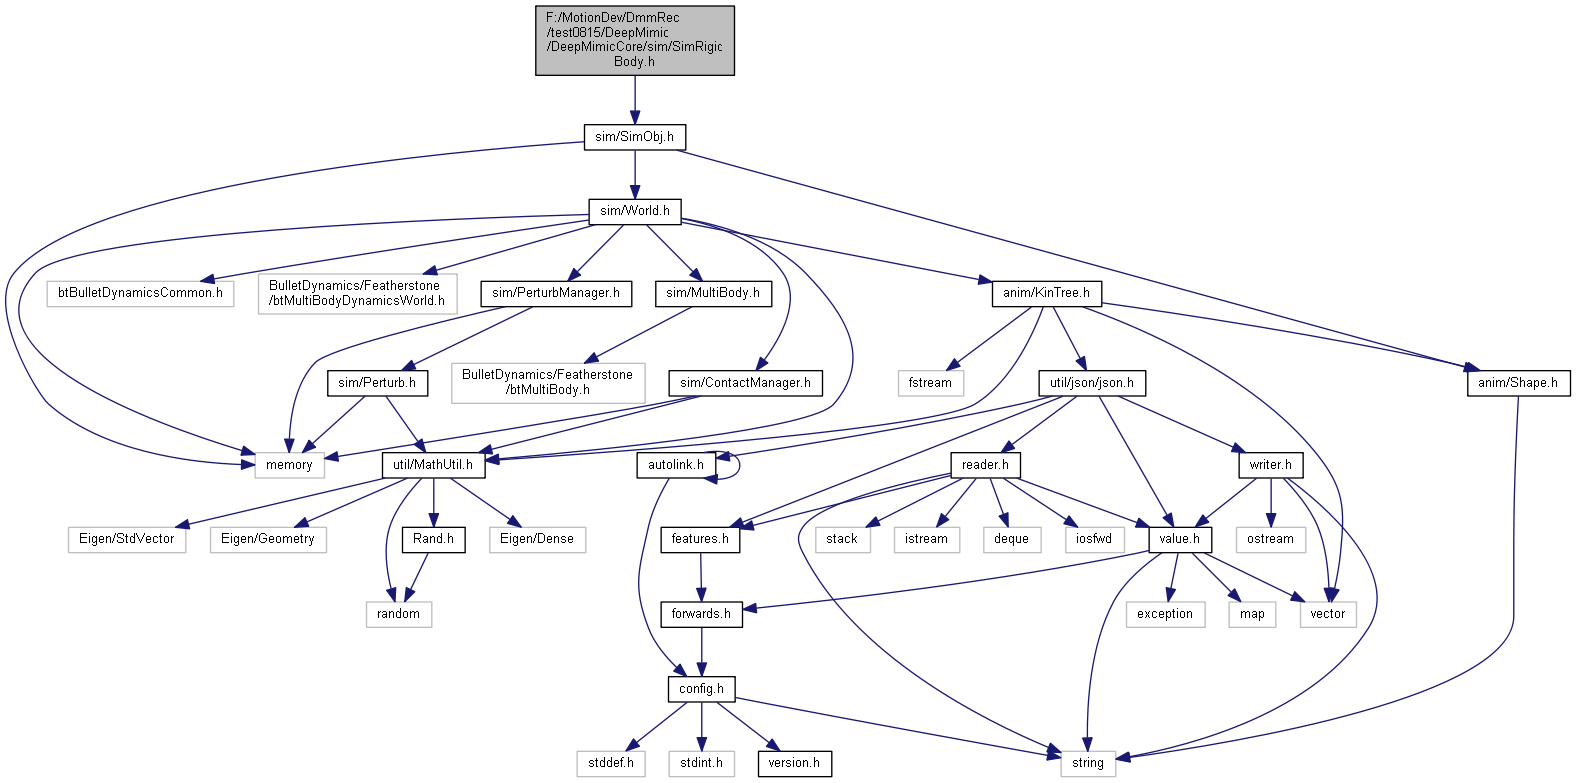 F:/MotionDev/DmmRec
/test0815/DeepMimic
/DeepMimicCore/sim/SimRigid
Body.h
sim/SimObj.h
sim/World.h
btBulletDynamicsCommon.h
BulletDynamics/Featherstone
/btMultiBodyDynamicsWorld.h
sim/PerturbManager.h
sim/MultiBody.h
anim/KinTree.h
sim/Perturb.h
BulletDynamics/Featherstone
/btMultiBody.h
sim/ContactManager.h
fstream
util/json/json.h
anim/Shape.h
memory
util/MathUtil.h
autolink.h
reader.h
writer.h
Eigen/StdVector
Eigen/Geometry
Rand.h
Eigen/Dense
features.h
stack
istream
deque
iosfwd
value.h
ostream
random
forwards.h
exception
map
vector
config.h
stddef.h
stdint.h
version.h
string